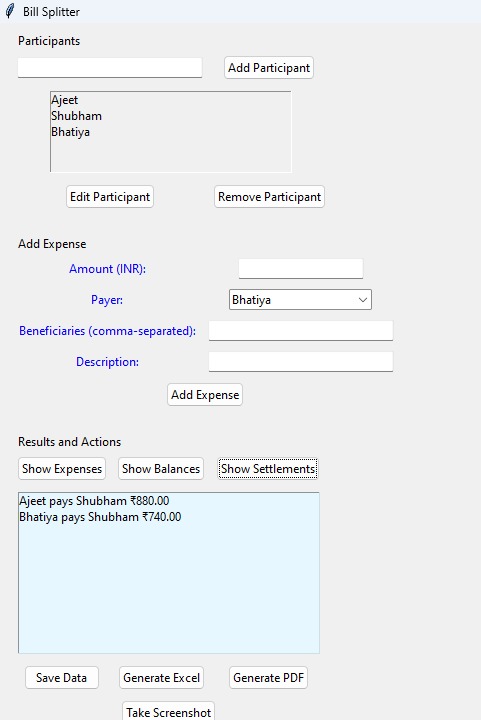 Bill Splitter
Participants
Add Participant
Ajeet
Shubham
Bhatiya
Edit Participant Remove Participant
Add Expense
Amount (INR):
Payer: Bhatiya
Beneficiaries (comma-separated):
Description:
Add Expense
Results and Actions
Show Expenses Show Balances Show Settlements
Ajeet pays Shubham ₹880.00
Bhatiya pays Shubham ₹740.00
Save Data Generate Excel Generate PDF
Take Screenshot